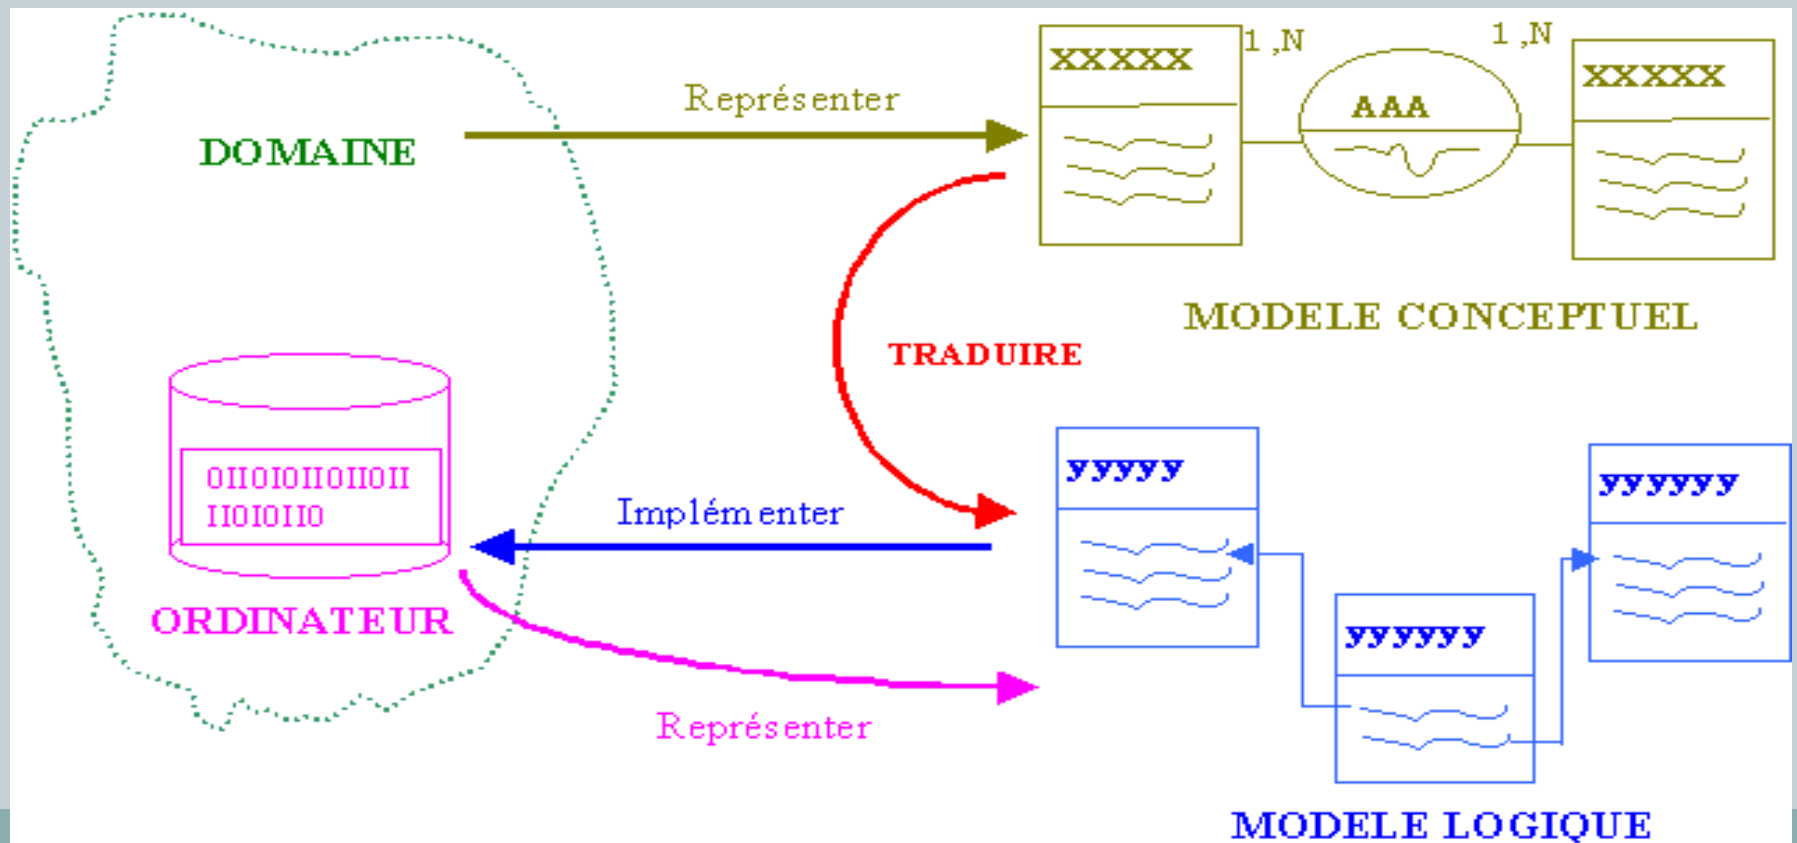 1 ,N
1 ,N
XXXXX
XXXXX
Représenter
AAA
DOMAINE
MODELE CONCEPTUEL
TRADUIRE
yyyyy
yyyyyy
OIIOIOIIOIIOII
IIOIOIIO
Implémenter
ORDINATEUR
yyyyyy
Représenter
MODELE LOGIQUE